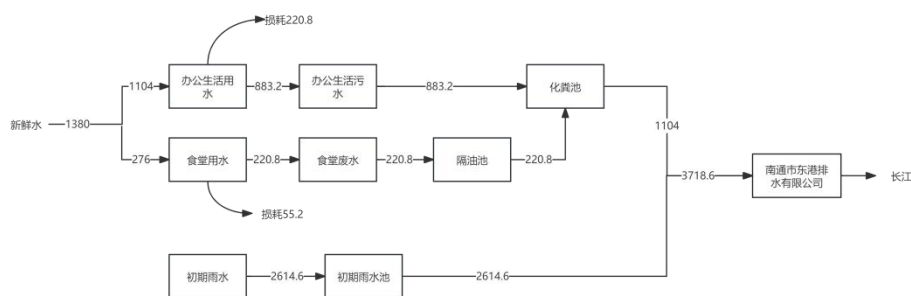 损耗220.8
办公生活用
水
办公生活污
水
化粪池
1104
883.2
883.2
新鲜水
1380
1104
276
食堂用水
220.8
食堂废水
220.8
隔油池
220.8
3718.6
南通市东港排
水有限公司
长江
损耗55.2
初期雨水
2614.6
初期雨水池
2614.6